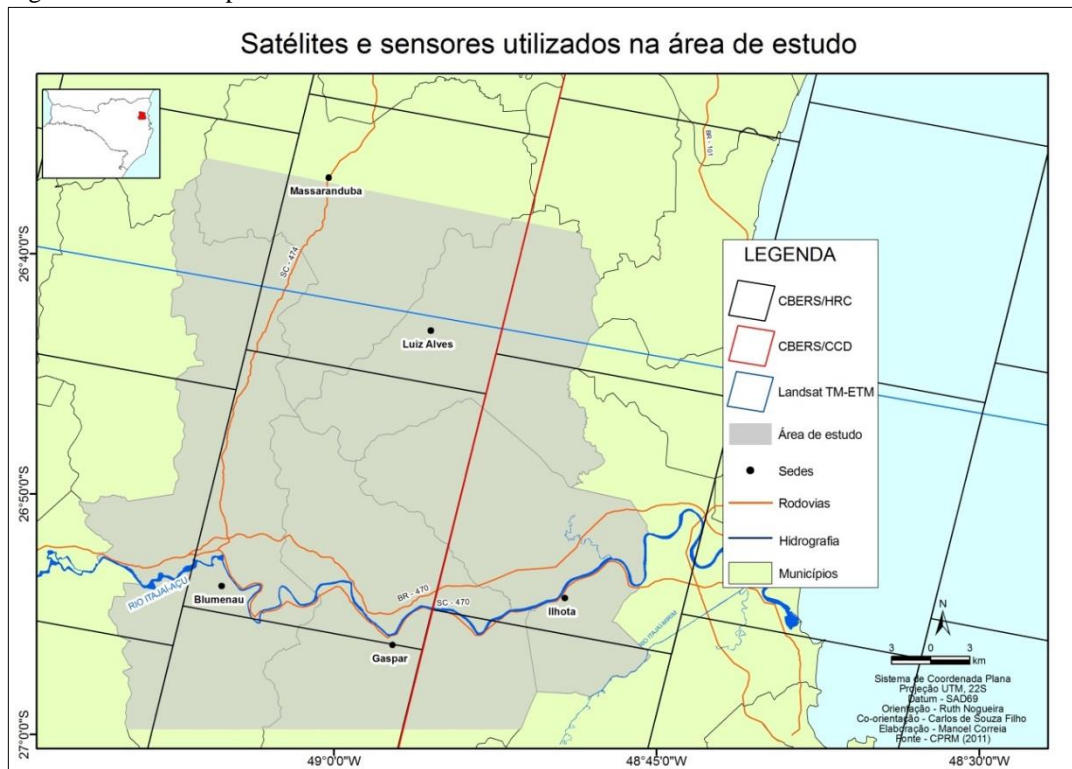 Satélites e sensores utilizados na área de estudo
Massaranduba
BR - 101
26°40'0"S
SC - 474
Luiz Alves
LEGENDA
CBERS/HRC
CBERS/CCD
Landsat TM-ETM
Área de estudo
Sedes
Rodovias
Hidrografia
Municípios
26°50'0"S
RIO ITAJAÍ-AÇU
Blumenau
BR - 470
SC - 470
Ilhota
RIO ITAJAÍ-MIRIM
Gaspar
N
3 0 3
km
Sistema de Coordenada Plana
Projeção UTM, 22S
Datum - SAD69
Orientação - Ruth Nogueira
Co-orientação - Carlos de Souza Filho
Elaboração - Manoel Correia
Fonte - CPRM (2011)
27°0'0"S
49°0'0"W
48°45'0"W
48°30'0"W